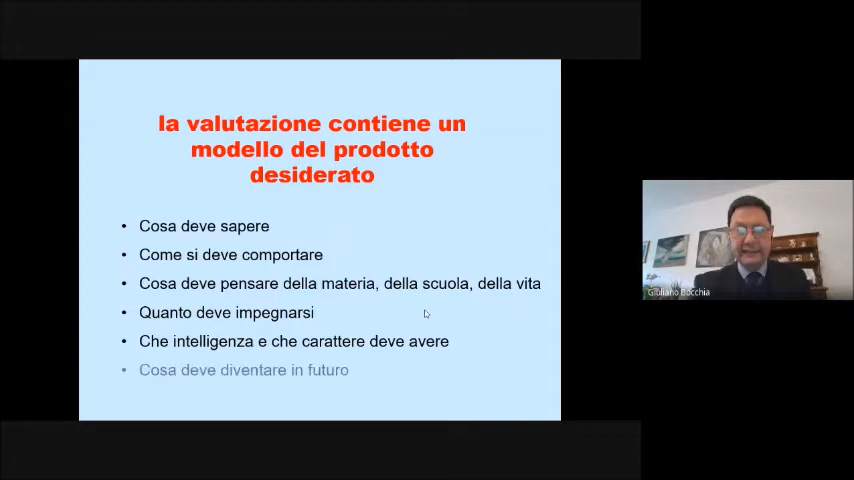 la valutazione contiene un
modello del prodotto
desiderato
• Cosa deve sapere
• Come si deve comportare
• Cosa deve pensare della materia, della scuola, della vita
• Quanto deve impegnarsi
• Che intelligenza e che carattere deve avere
• Cosa deve diventare in futuro
Giuliano Bocchia